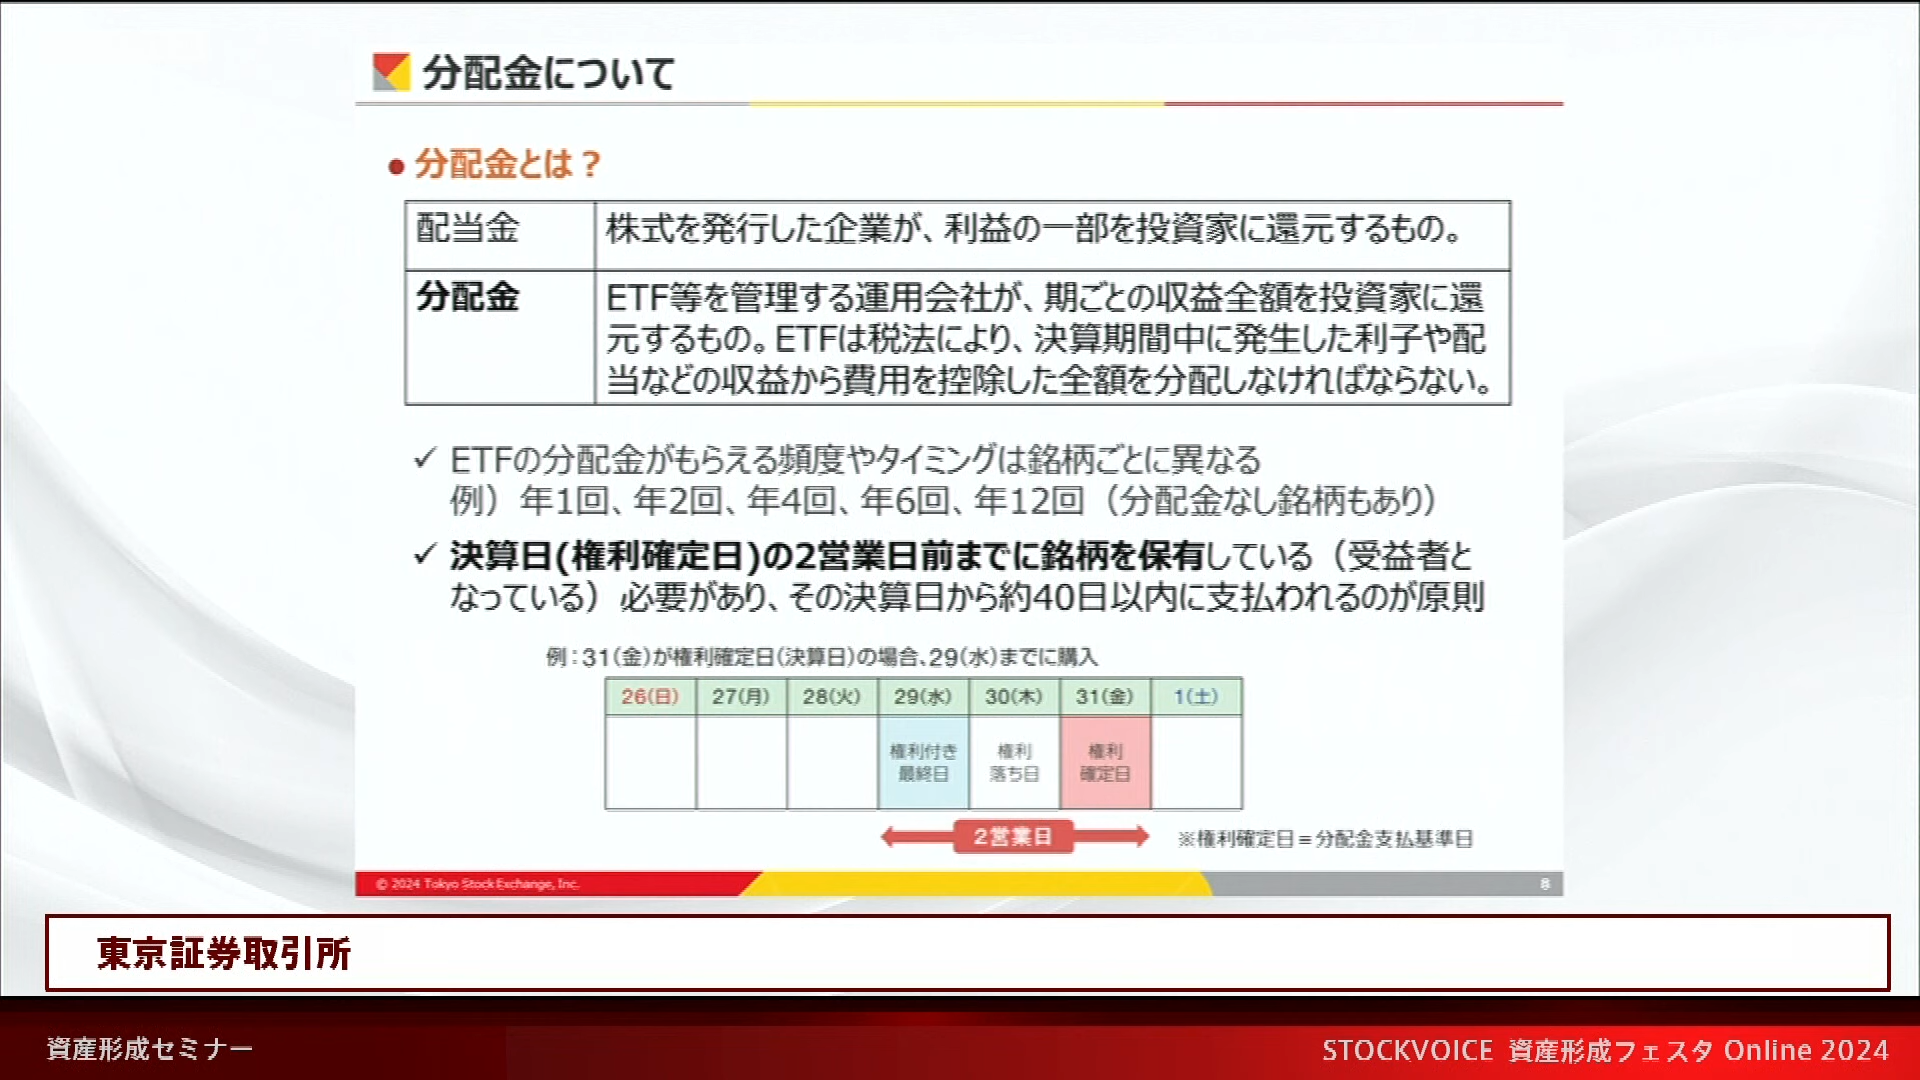 分配金について
●分配金とは？
配当金
株式を発行した企業が、利益の一部を投資家に還元するもの。
分配金
ETF等を管理する運用会社が、期ごとの収益全額を投資家に還
元するもの。ETFは税法により、決算期間中に発生した利子や配
当などの収益から費用を控除した全額を分配しなければならない。
✓ ETFの分配金がもらえる頻度やタイミングは銘柄ごとに異なる
例）年1回、年2回、年4回、年6回、年12回（分配金なし銘柄もあり）
✓ 決算日(権利確定日)の2営業日前までに銘柄を保有している（受益者と
なっている）必要があり、その決算日から約40日以内に支払われるのが原則
例：31(金)が権利確定日(決算日)の場合、29(水)までに購入
26(日) 27(月) 28(火) 29(水) 30(木) 31(金) 1(土)
権利付き
最終日
権利
落ち日
権利
確定日
2営業日
※権利確定日＝分配金支払基準日
© 2024 Tokyo Stock Exchange, Inc.
8
東京証券取引所
資産形成セミナー
STOCKVOICE 資産形成フェスタ Online 2024